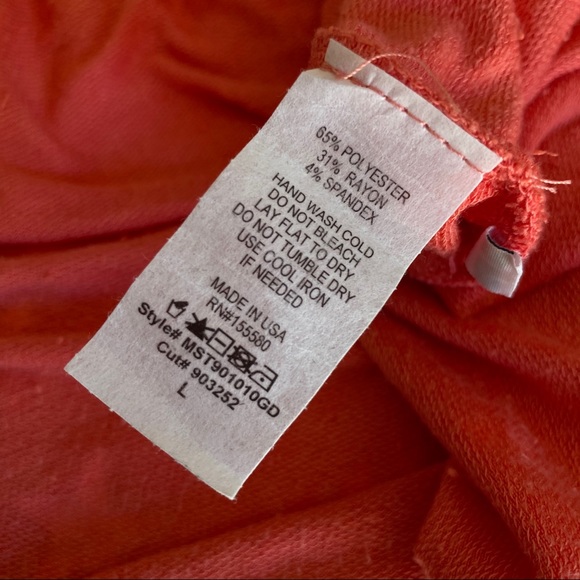 65% POLYESTER
31% RAYON
4% SPANDEX
HAND WASH COLD
DO NOT BLEACH
LAY FLAT TO DRY
DO NOT TUMBLE DRY
USE COOL IRON
IF NEEDED
MADE IN USA
RN#155580
Style# MST901010GD
Cut# 903252
L